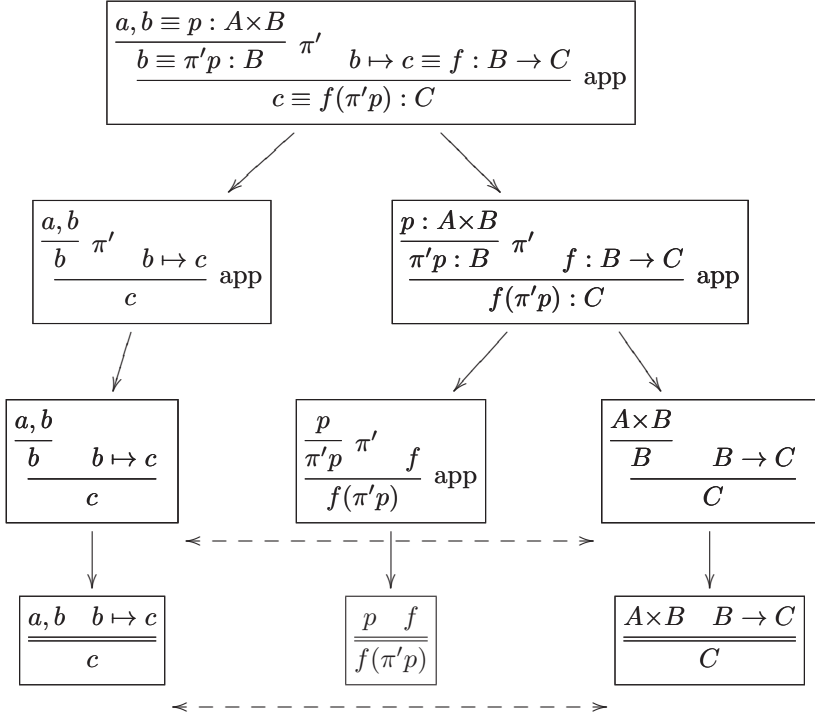 a, b ≡ p : A×B
b ≡ π′p : B π′ b ↦ c ≡ f : B → C
c ≡ f(π′p) : C app
a, b
b π′ b ↦ c
c app
p : A×B
π′p : B π′ f : B → C
f(π′p) : C app
a, b
b b ↦ c
c
p
π′p π′ f
f(π′p) app
A×B
B B → C
C
a, b b ↦ c
c
p f
f(π′p)
A×B B → C
C